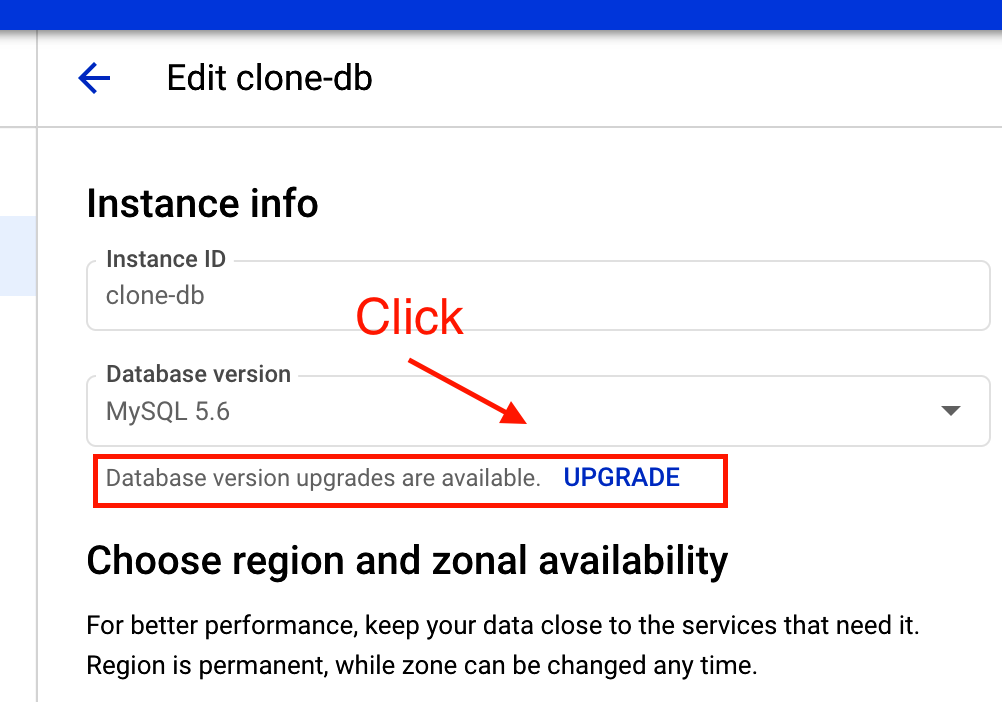 Edit clone-db
Instance info
Instance ID
clone-db
Click
Database version
MySQL 5.6
Database version upgrades are available. UPGRADE
Choose region and zonal availability
For better performance, keep your data close to the services that need it.
Region is permanent, while zone can be changed any time.